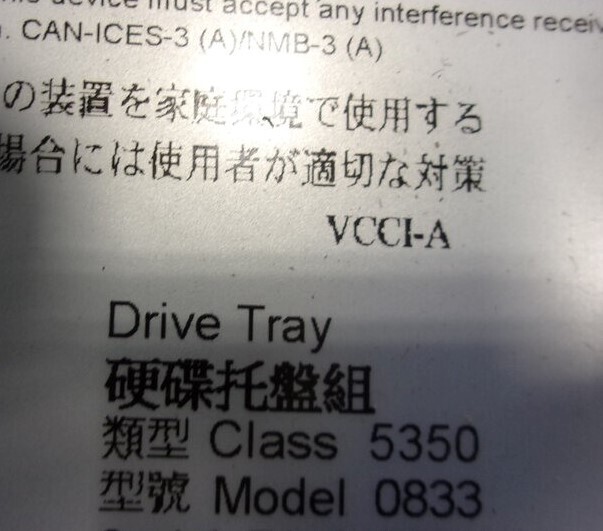 device must accept any interference
CAN-ICES-3 (A)/NMB-3 (A)
の装置を家庭環境で使用する
場合には使用者が適切な対策
VCCI-A
Drive Tray
硬碟托盤組
類型 Class 5350
型號 Model 0833